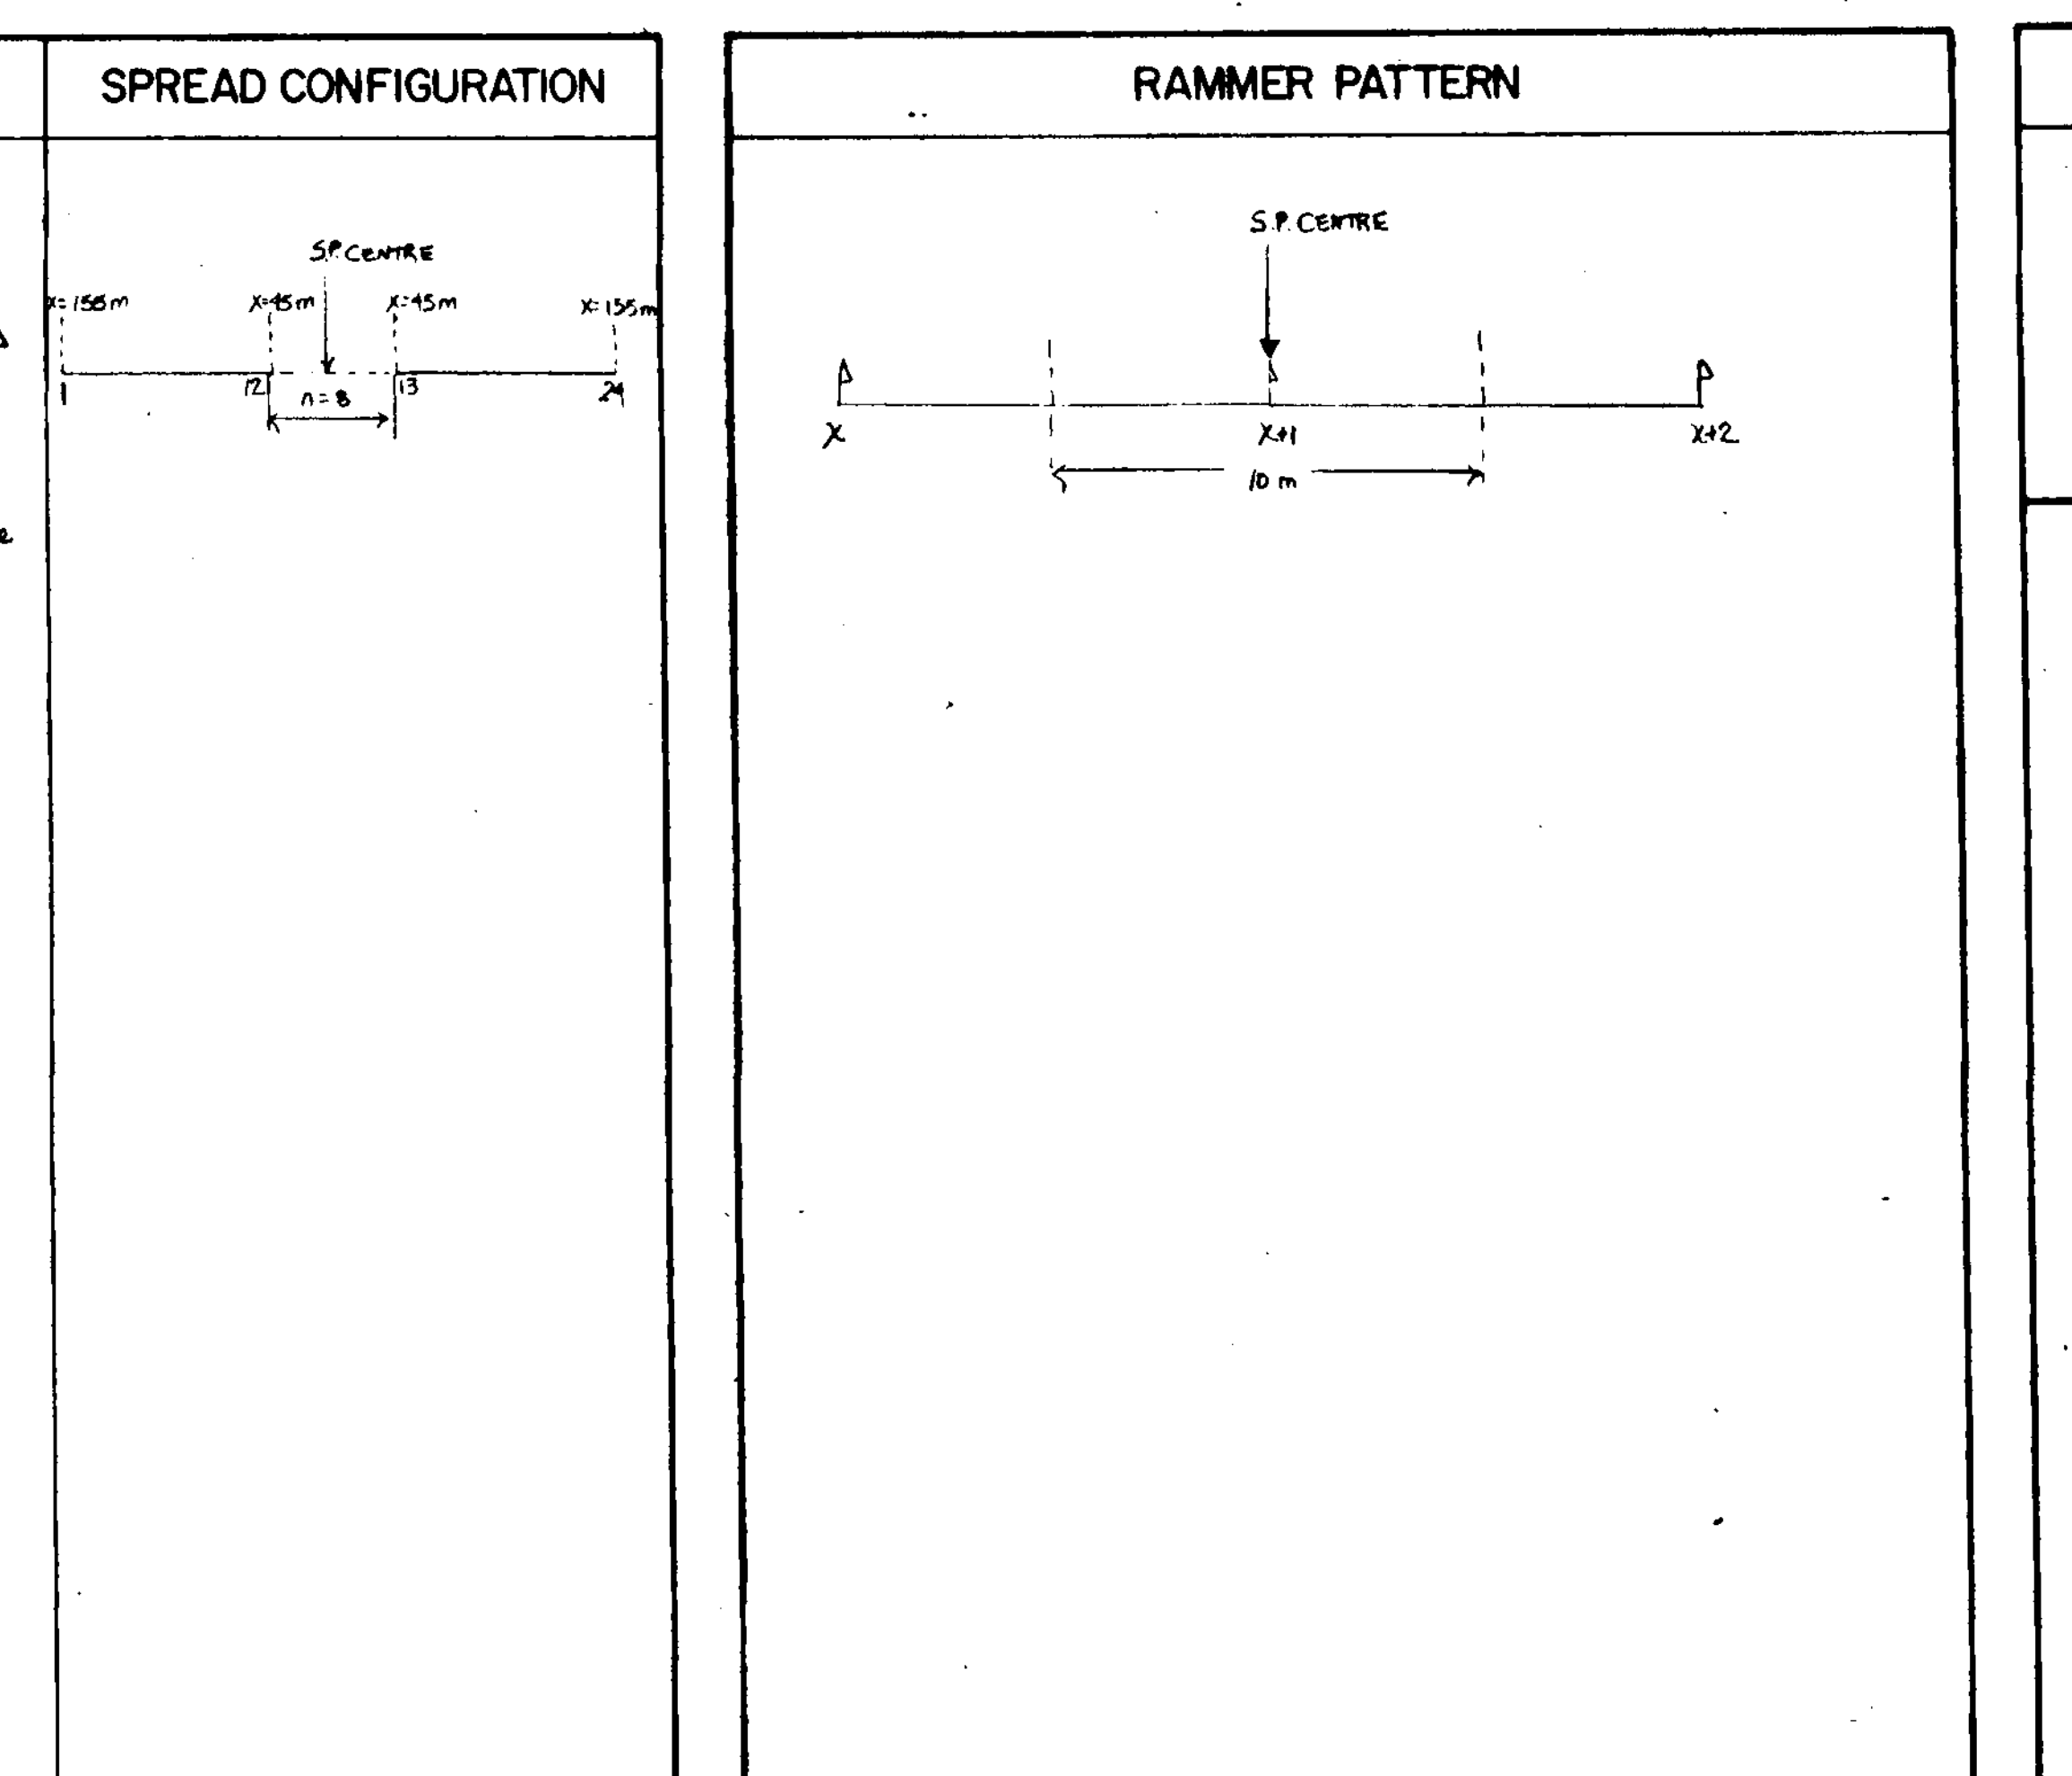 SPREAD CONFIGURATION
S.P. CENTRE
X=155m X=45m X=45m X=155m
1 12 13 24
n=8
RAMMER PATTERN
S.P. CENTRE
X X+1 X+2
10 m